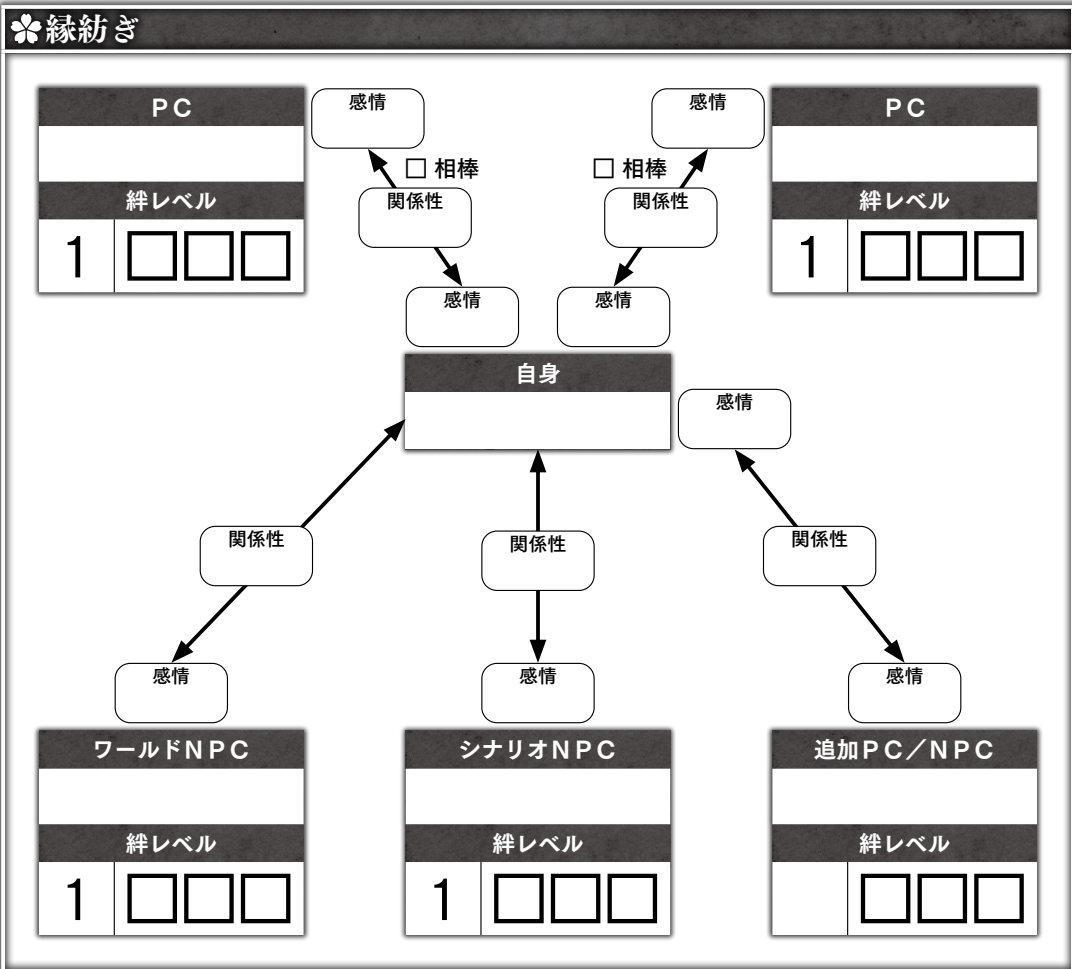 縁紡ぎ
PC
感情
感情
PC
□ 相棒
□ 相棒
絆レベル
関係性
関係性
絆レベル
1 □□□
1 □□□
感情
感情
自身
感情
関係性
関係性
関係性
感情
感情
感情
ワールドNPC
シナリオNPC
追加PC/NPC
絆レベル
絆レベル
絆レベル
1 □□□
1 □□□
□□□